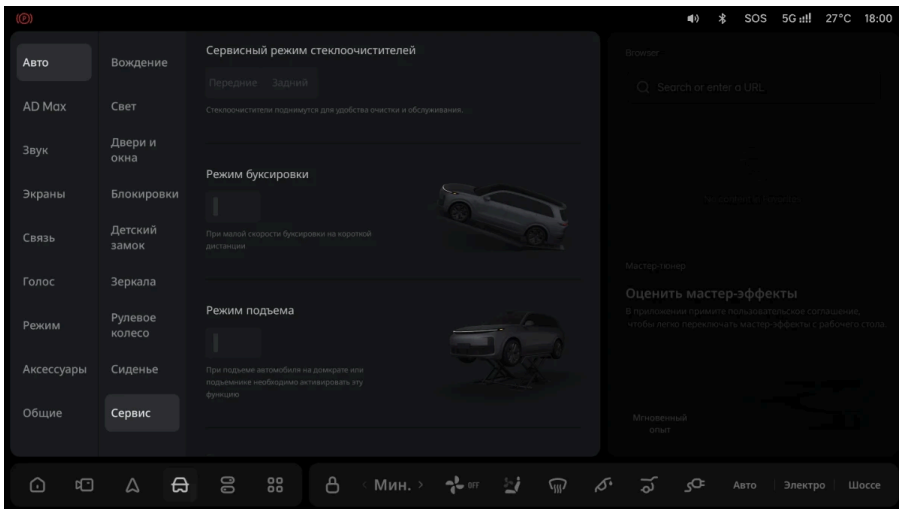 (P)
SOS
5G
27°C
18:00
Авто
AD Max
Звук
Экраны
Связь
Голос
Режим
Аксессуары
Общие
Вождение
Свет
Двери и
окна
Блокировки
Детский
замок
Зеркала
Рулевое
колесо
Сиденье
Сервис
Сервисный режим стеклоочистителей
Передние
Задний
Стеклоочистители поднимутся для удобства очистки и обслуживания.
Режим буксировки
При малой скорости буксировки на короткой
дистанции
Режим подъема
При подъеме автомобиля на домкрате или
подъемнике необходимо активировать эту
функцию
Browser
Search or enter a URL
Мастер-тюнер
Оценить мастер-эффекты
В приложении примите пользовательское соглашение,
чтобы легко переключать мастер-эффекты с рабочего стола.
Мгновенный
опыт
Мин.
OFF
Авто
Электро
Шоссе